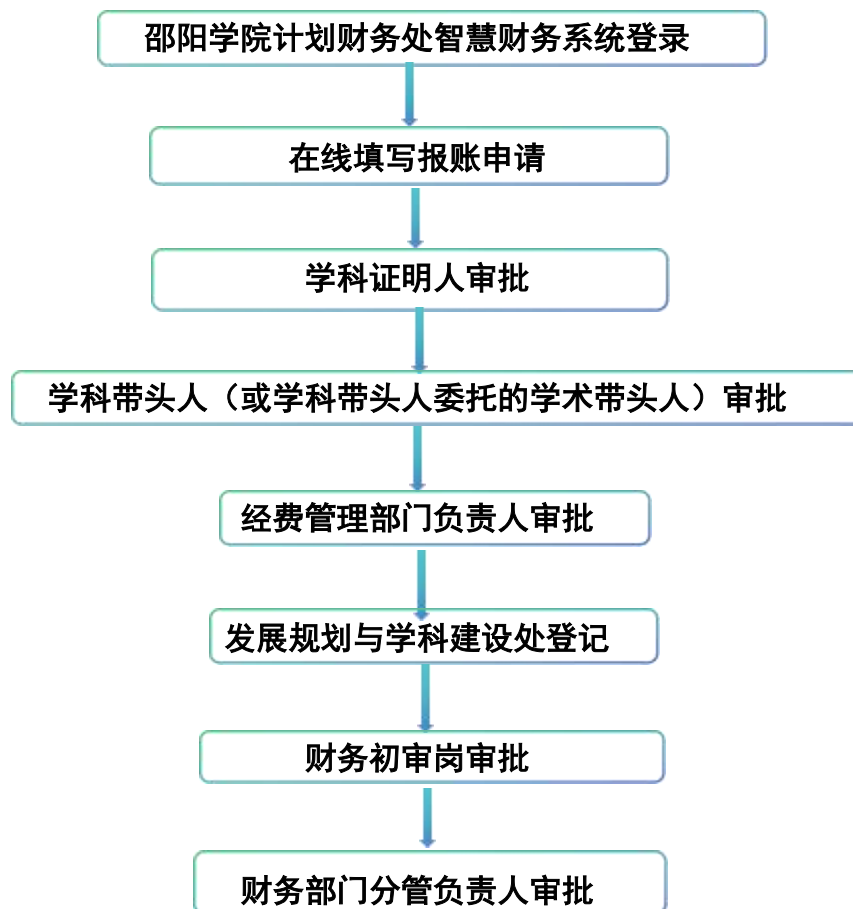 邵阳学院计划财务处智慧财务系统登录
在线填写报账申请
学科证明人审批
学科带头人（或学科带头人委托的学术带头人）审批
经费管理部门负责人审批
发展规划与学科建设处登记
财务初审岗审批
财务部门分管负责人审批